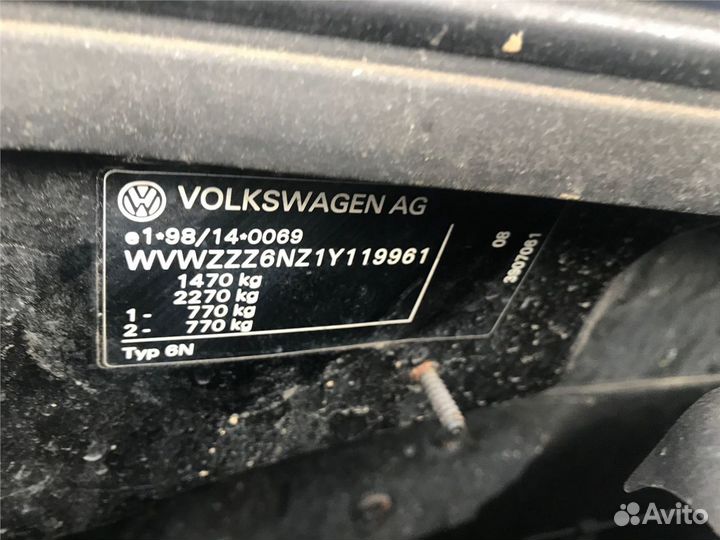 VOLKSWAGEN AG
e1*98/14*0069
WVWZZZ6NZ1Y119961
1470 kg
2270 kg
1- 770 kg
2- 770 kg
Typ 6N
08
3907061
Avito